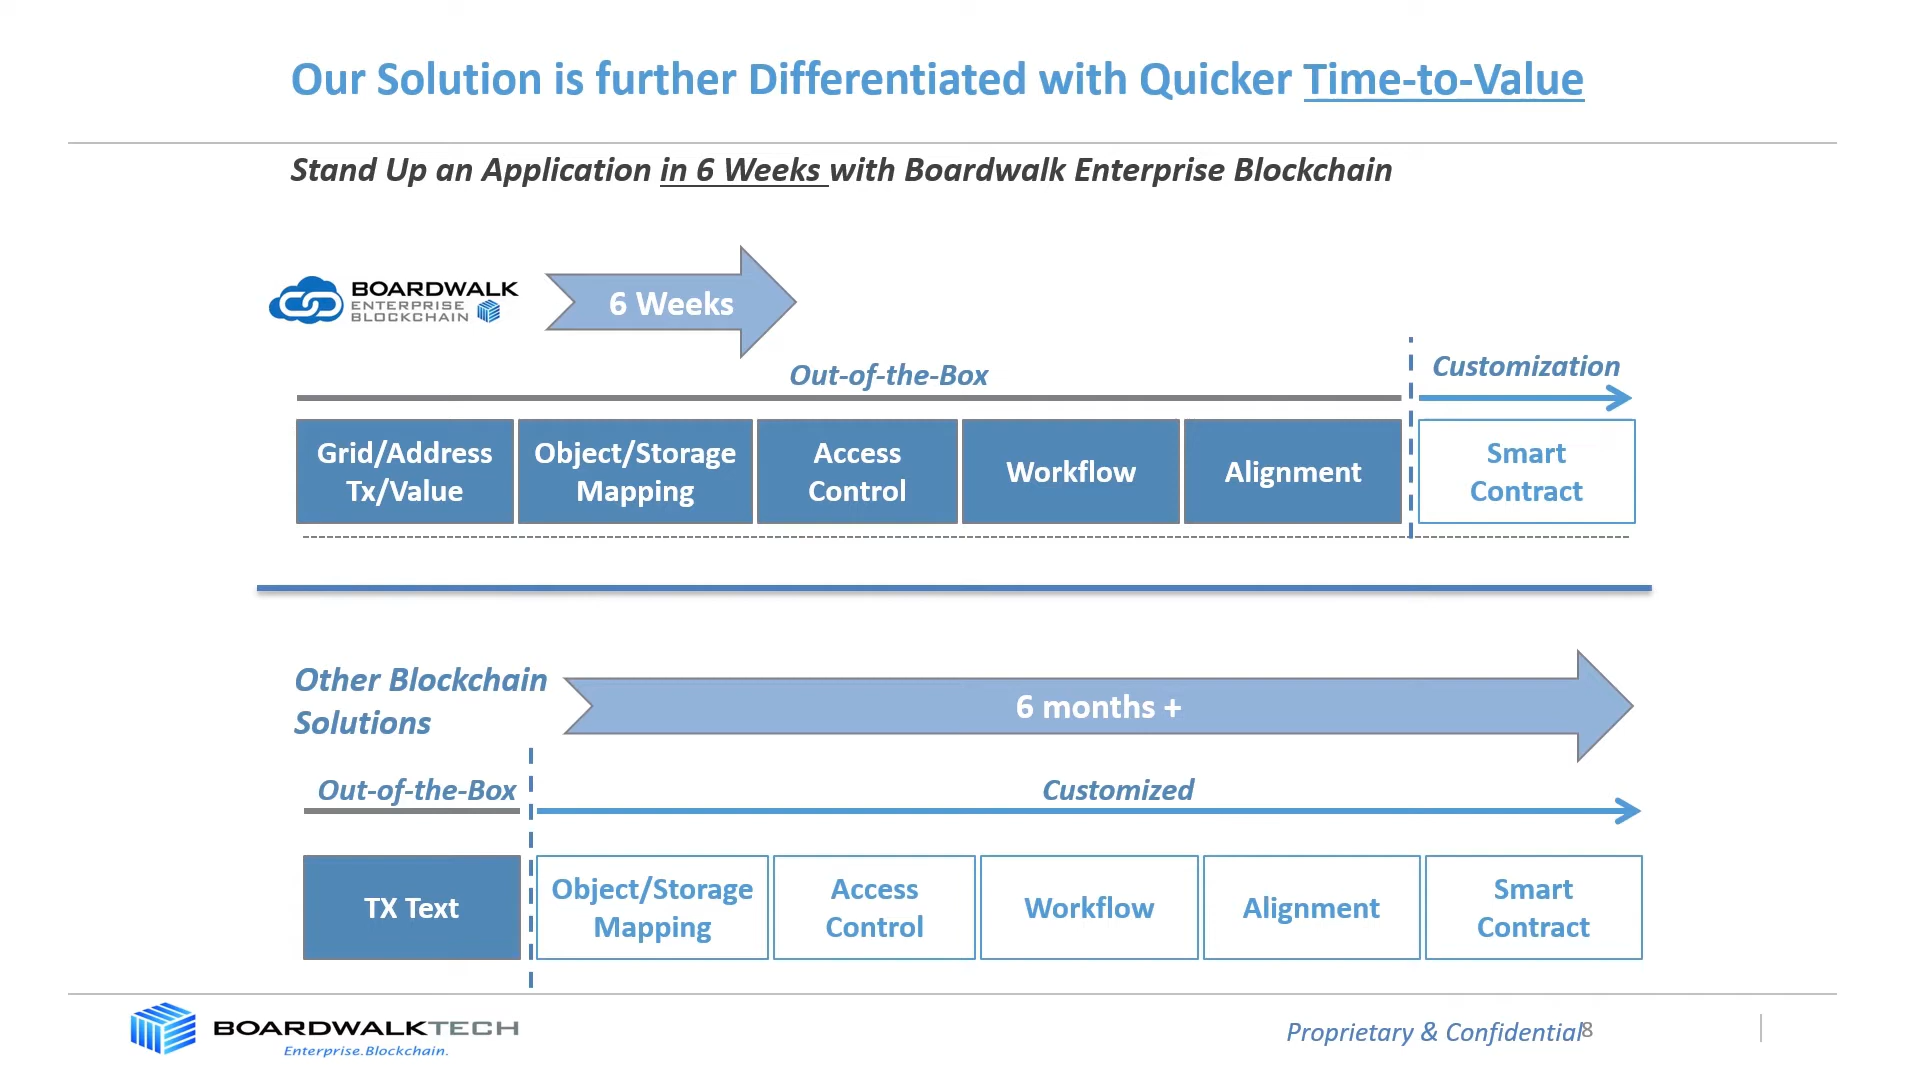 Our Solution is further Differentiated with Quicker Time-to-Value
Stand Up an Application in 6 Weeks with Boardwalk Enterprise Blockchain
BOARDWALK
ENTERPRISE
BLOCKCHAIN
6 Weeks
Out-of-the-Box
Customization
Grid/Address
Tx/Value
Object/Storage
Mapping
Access
Control
Workflow
Alignment
Smart
Contract
Other Blockchain
Solutions
6 months +
Out-of-the-Box
Customized
TX Text
Object/Storage
Mapping
Access
Control
Workflow
Alignment
Smart
Contract
BOARDWALKTECH
Enterprise.Blockchain.
Proprietary & Confidential
8